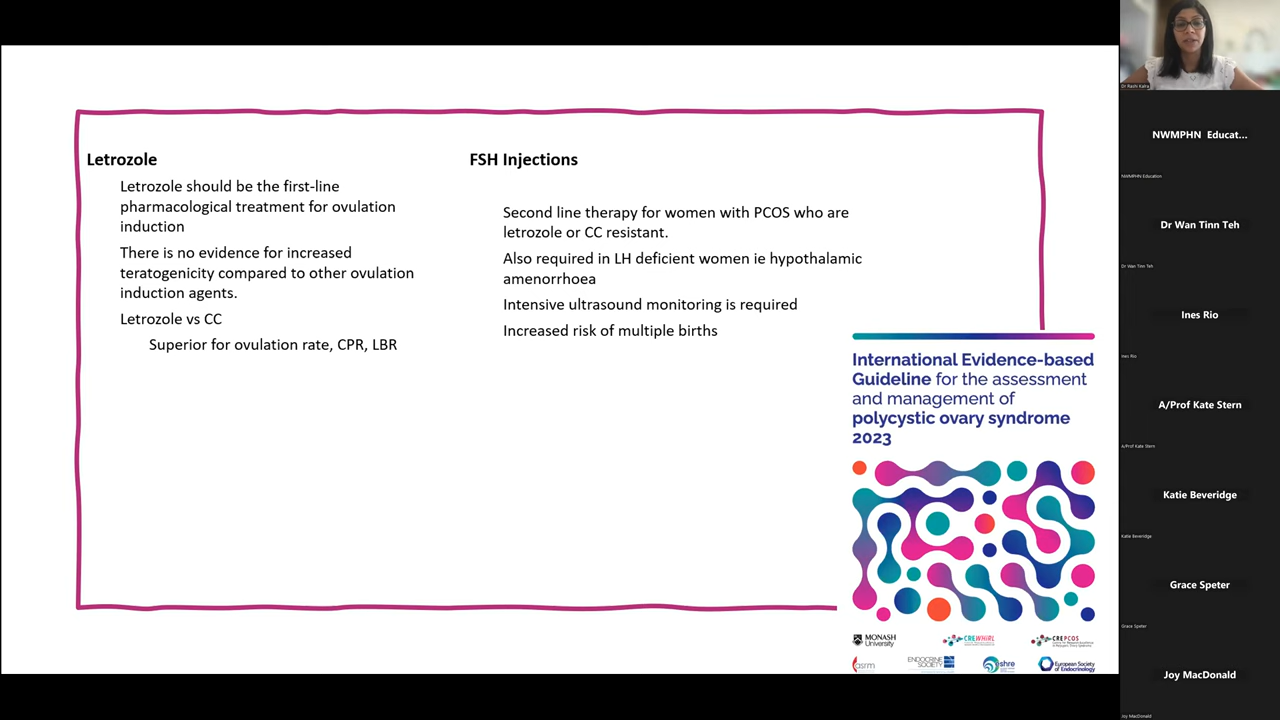 Letrozole
Letrozole should be the first-line
pharmacological treatment for ovulation
induction
There is no evidence for increased
teratogenicity compared to other ovulation
induction agents.
Letrozole vs CC
Superior for ovulation rate, CPR, LBR
FSH Injections
Second line therapy for women with PCOS who are
letrozole or CC resistant.
Also required in LH deficient women ie hypothalamic
amenorrhoea
Intensive ultrasound monitoring is required
Increased risk of multiple births
International Evidence-based
Guideline for the assessment
and management of
polycystic ovary syndrome
2023
MONASH
University
CREWHIRL
CREPCOS
asrm
ENDOCRINE
SOCIETY
eshre
European Society
of Endocrinology
Dr Rashi Kalra
NWMPHN Educat...
NWMPHN Education
Dr Wan Tinn Teh
Dr Wan Tinn Teh
Ines Rio
Ines Rio
A/Prof Kate Stern
A/Prof Kate Stern
Katie Beveridge
Katie Beveridge
Grace Speter
Grace Speter
Joy MacDonald
Joy MacDonald